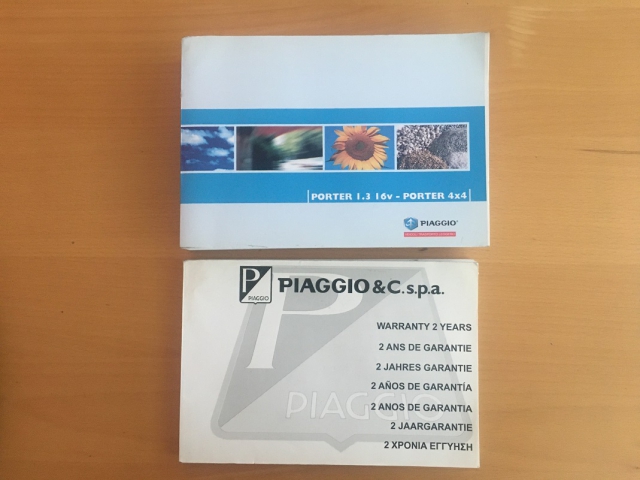 PORTER 1.3 16v - PORTER 4x4
PIAGGIO
P
PIAGGIO
PIAGGIO & C. s.p.a.
P
PIAGGIO
WARRANTY 2 YEARS
2 ANS DE GARANTIE
2 JAHRES GARANTIE
2 AÑOS DE GARANTÍA
2 ANOS DE GARANTIA
2 JAARGARANTIE
2 ΧΡΟΝΙΑ ΕΓΓΥΗΣΗ